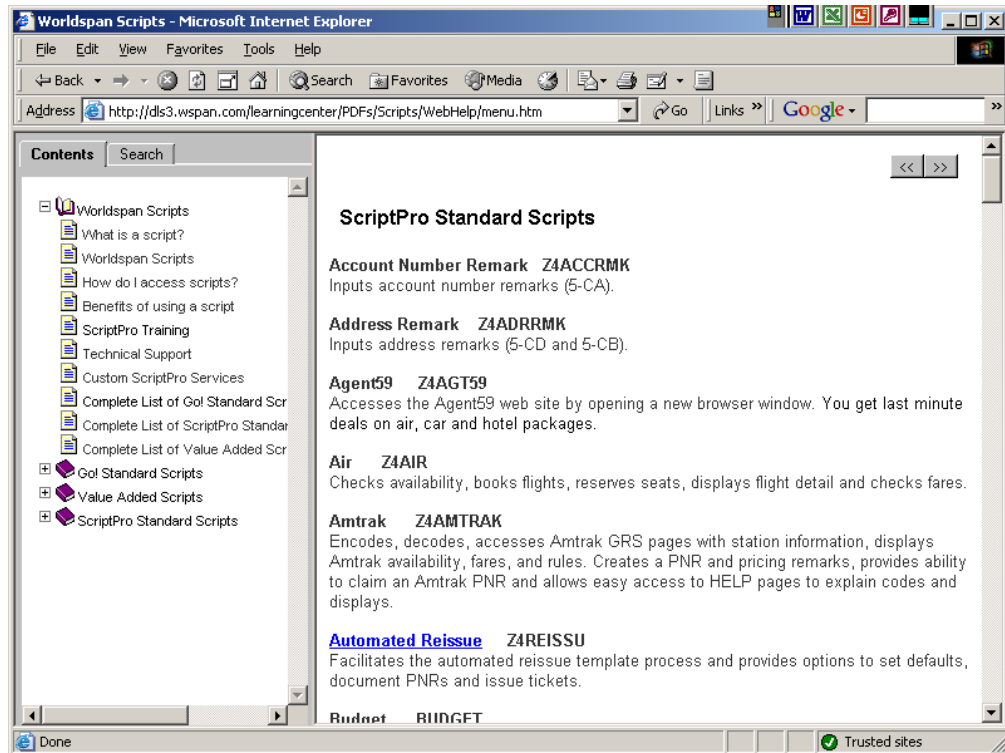 Worldspan Scripts - Microsoft Internet Explorer
File Edit View Favorites Tools Help
Back Search Favorites Media
Address http://dls3.wspan.com/learningcenter/PDFs/Scripts/WebHelp/menu.htm Go Links » Google »
Contents Search
Worldspan Scripts
What is a script?
Worldspan Scripts
How do I access scripts?
Benefits of using a script
ScriptPro Training
Technical Support
Custom ScriptPro Services
Complete List of Go! Standard Scr
Complete List of ScriptPro Standar
Complete List of Value Added Scr
Go! Standard Scripts
Value Added Scripts
ScriptPro Standard Scripts
<< >>
ScriptPro Standard Scripts
Account Number Remark Z4ACCRMK
Inputs account number remarks (5-CA).
Address Remark Z4ADRRMK
Inputs address remarks (5-CD and 5-CB).
Agent59 Z4AGT59
Accesses the Agent59 web site by opening a new browser window. You get last minute
deals on air, car and hotel packages.
Air Z4AIR
Checks availability, books flights, reserves seats, displays flight detail and checks fares.
Amtrak Z4AMTRAK
Encodes, decodes, accesses Amtrak GRS pages with station information, displays
Amtrak availability, fares, and rules. Creates a PNR and pricing remarks, provides ability
to claim an Amtrak PNR and allows easy access to HELP pages to explain codes and
displays.
Automated Reissue Z4REISSU
Facilitates the automated reissue template process and provides options to set defaults,
document PNRs and issue tickets.
Budget BUDGET
Done Trusted sites